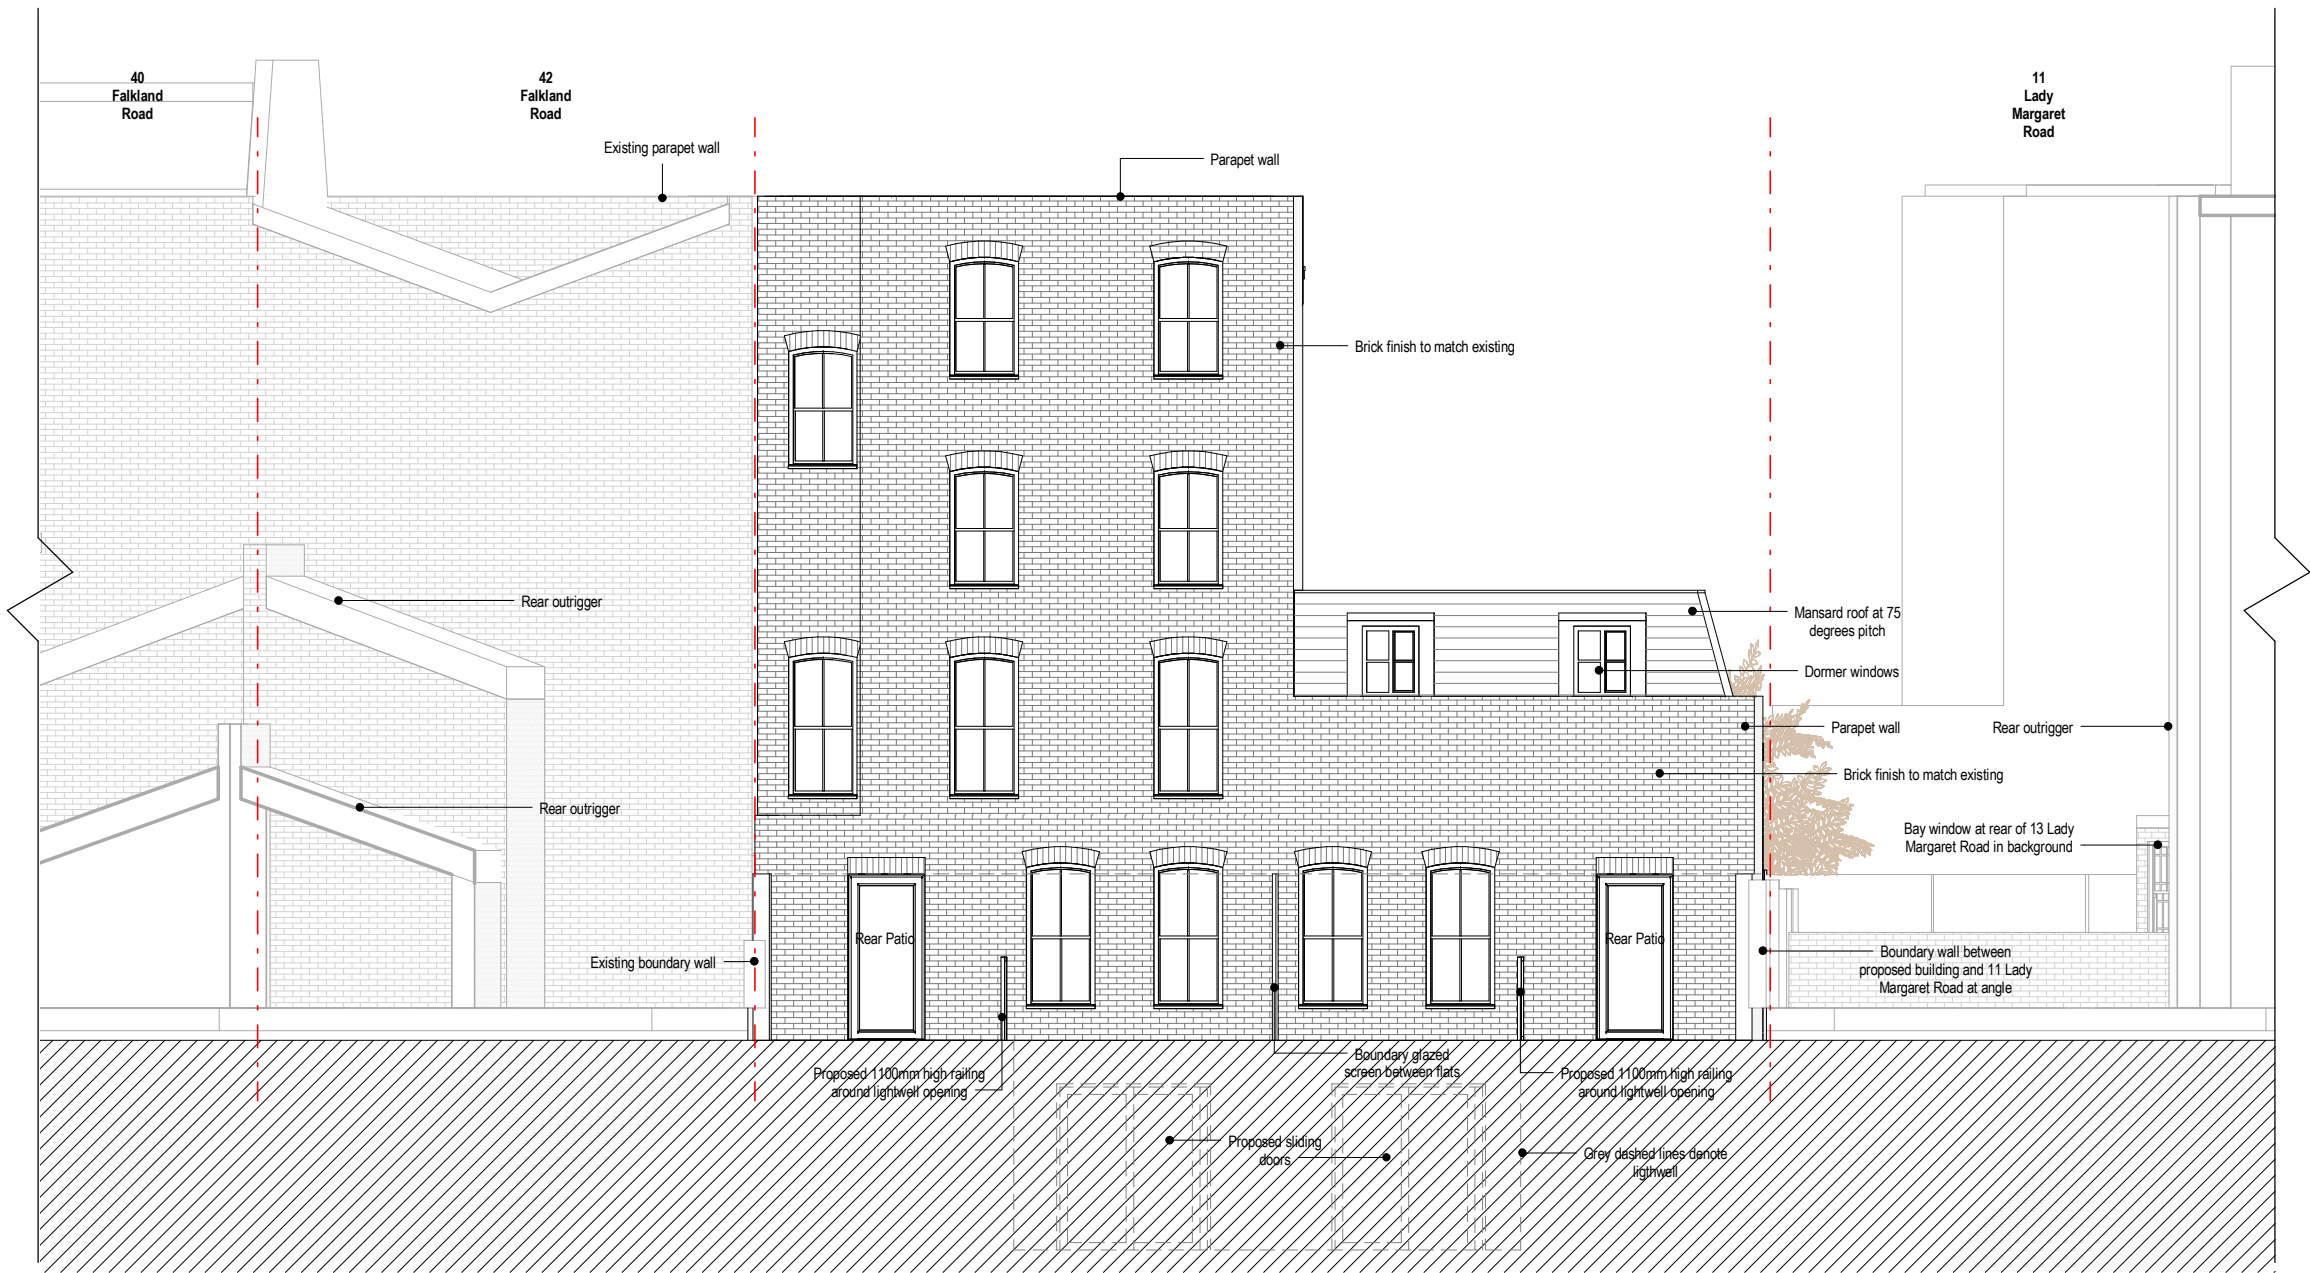 40
Falkland
Road
42
Falkland
Road
11
Lady
Margaret
Road
Existing parapet wall
Parapet wall
Brick finish to match existing
Rear outrigger
Mansard roof at 75
degrees pitch
Dormer windows
Parapet wall
Rear outrigger
Brick finish to match existing
Rear outrigger
Bay window at rear of 13 Lady
Margaret Road in background
Rear Patio
Rear Patio
Existing boundary wall
Boundary wall between
proposed building and 11 Lady
Margaret Road at angle
Proposed 1100mm high railing
around lightwell opening
Boundary glazed
screen between flats
Proposed 1100mm high railing
around lightwell opening
Proposed sliding
doors
Grey dashed lines denote
ligthwell